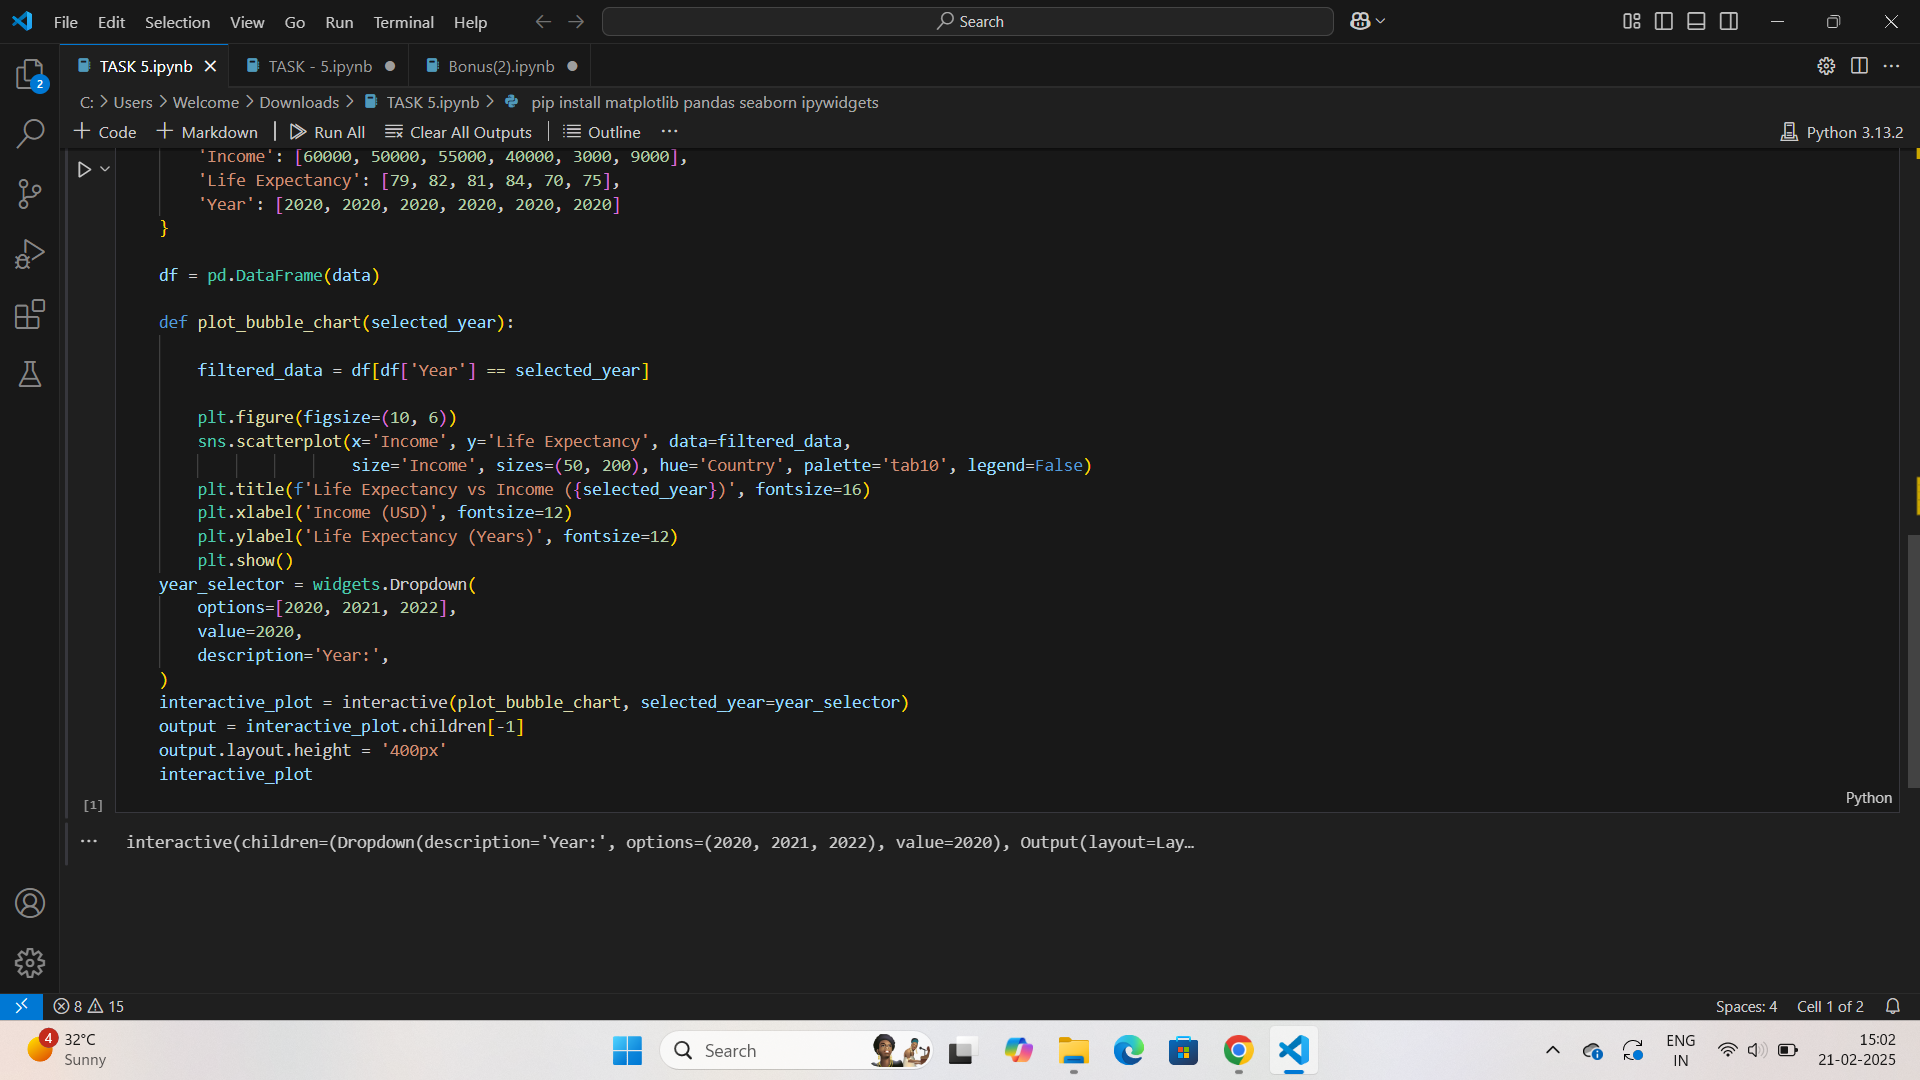 File Edit Selection View Go Run Terminal Help
Search
TASK 5.ipynb
TASK - 5.ipynb
Bonus(2).ipynb
2
C: > Users > Welcome > Downloads > TASK 5.ipynb > pip install matplotlib pandas seaborn ipywidgets
+ Code + Markdown | Run All Clear All Outputs | Outline ...
Python 3.13.2
'Income': [60000, 50000, 55000, 40000, 3000, 9000],
'Life Expectancy': [79, 82, 81, 84, 70, 75],
'Year': [2020, 2020, 2020, 2020, 2020, 2020]
}
df = pd.DataFrame(data)
def plot_bubble_chart(selected_year):
filtered_data = df[df['Year'] == selected_year]
plt.figure(figsize=(10, 6))
sns.scatterplot(x='Income', y='Life Expectancy', data=filtered_data,
size='Income', sizes=(50, 200), hue='Country', palette='tab10', legend=False)
plt.title(f'Life Expectancy vs Income ({selected_year})', fontsize=16)
plt.xlabel('Income (USD)', fontsize=12)
plt.ylabel('Life Expectancy (Years)', fontsize=12)
plt.show()
year_selector = widgets.Dropdown(
options=[2020, 2021, 2022],
value=2020,
description='Year:',
)
interactive_plot = interactive(plot_bubble_chart, selected_year=year_selector)
output = interactive_plot.children[-1]
output.layout.height = '400px'
interactive_plot
[1]
Python
... interactive(children=(Dropdown(description='Year:', options=(2020, 2021, 2022), value=2020), Output(layout=Lay…
8 15
Spaces: 4 Cell 1 of 2
4
32°C
Sunny
Search
ENG
IN
15:02
21-02-2025